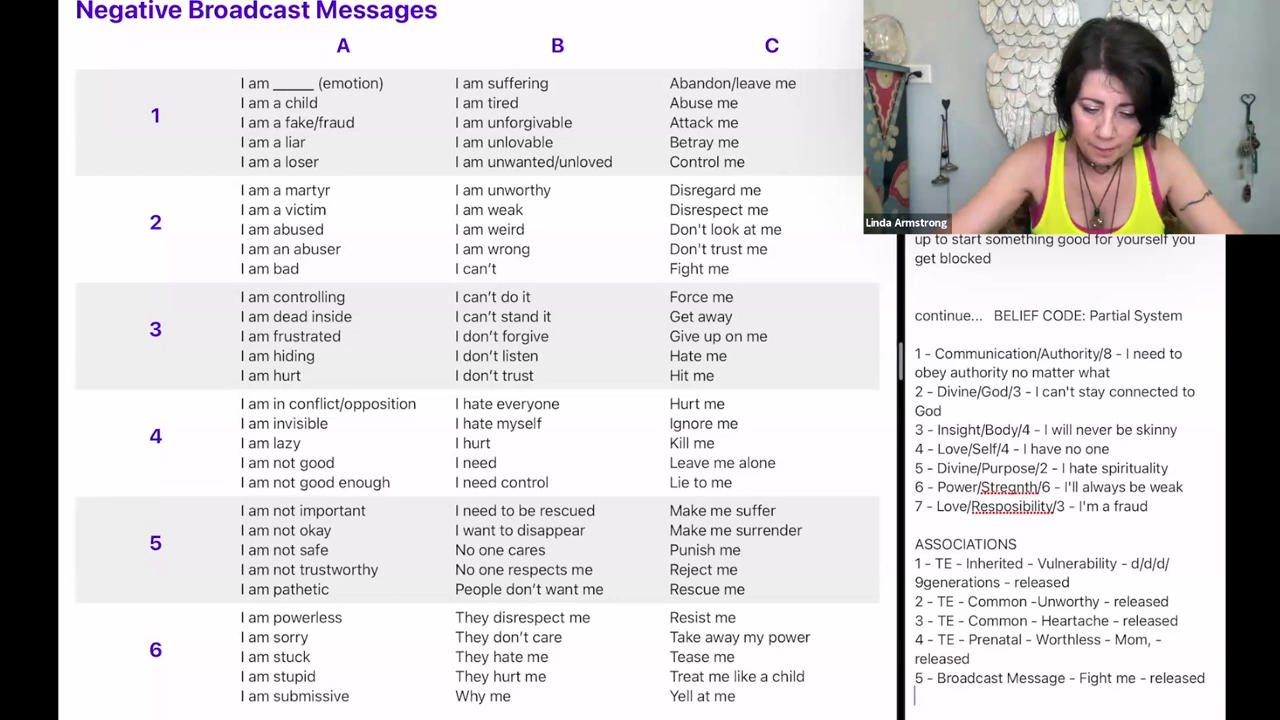 Negative Broadcast Messages
A B C
1
I am _____ (emotion) I am suffering Abandon/leave me
I am a child I am tired Abuse me
I am a fake/fraud I am unforgivable Attack me
I am a liar I am unlovable Betray me
I am a loser I am unwanted/unloved Control me
2
I am a martyr I am unworthy Disregard me
I am a victim I am weak Disrespect me
I am abused I am weird Don't look at me
I am an abuser I am wrong Don't trust me
I am bad I can't Fight me
3
I am controlling I can't do it Force me
I am dead inside I can't stand it Get away
I am frustrated I don't forgive Give up on me
I am hiding I don't listen Hate me
I am hurt I don't trust Hit me
4
I am in conflict/opposition I hate everyone Hurt me
I am invisible I hate myself Ignore me
I am lazy I hurt Kill me
I am not good I need Leave me alone
I am not good enough I need control Lie to me
5
I am not important I need to be rescued Make me suffer
I am not okay I want to disappear Make me surrender
I am not safe No one cares Punish me
I am not trustworthy No one respects me Reject me
I am pathetic People don't want me Rescue me
6
I am powerless They disrespect me Resist me
I am sorry They don't care Take away my power
I am stuck They hate me Tease me
I am stupid They hurt me Treat me like a child
I am submissive Why me Yell at me
Linda Armstrong
up to start something good for yourself you
get blocked
continue... BELIEF CODE: Partial System
1 - Communication/Authority/8 - I need to
obey authority no matter what
2 - Divine/God/3 - I can't stay connected to
God
3 - Insight/Body/4 - I will never be skinny
4 - Love/Self/4 - I have no one
5 - Divine/Purpose/2 - I hate spirituality
6 - Power/Stregnth/6 - I'll always be weak
7 - Love/Resposibility/3 - I'm a fraud
ASSOCIATIONS
1 - TE - Inherited - Vulnerability - d/d/d/
9generations - released
2 - TE - Common -Unworthy - released
3 - TE - Common - Heartache - released
4 - TE - Prenatal - Worthless - Mom, -
released
5 - Broadcast Message - Fight me - released